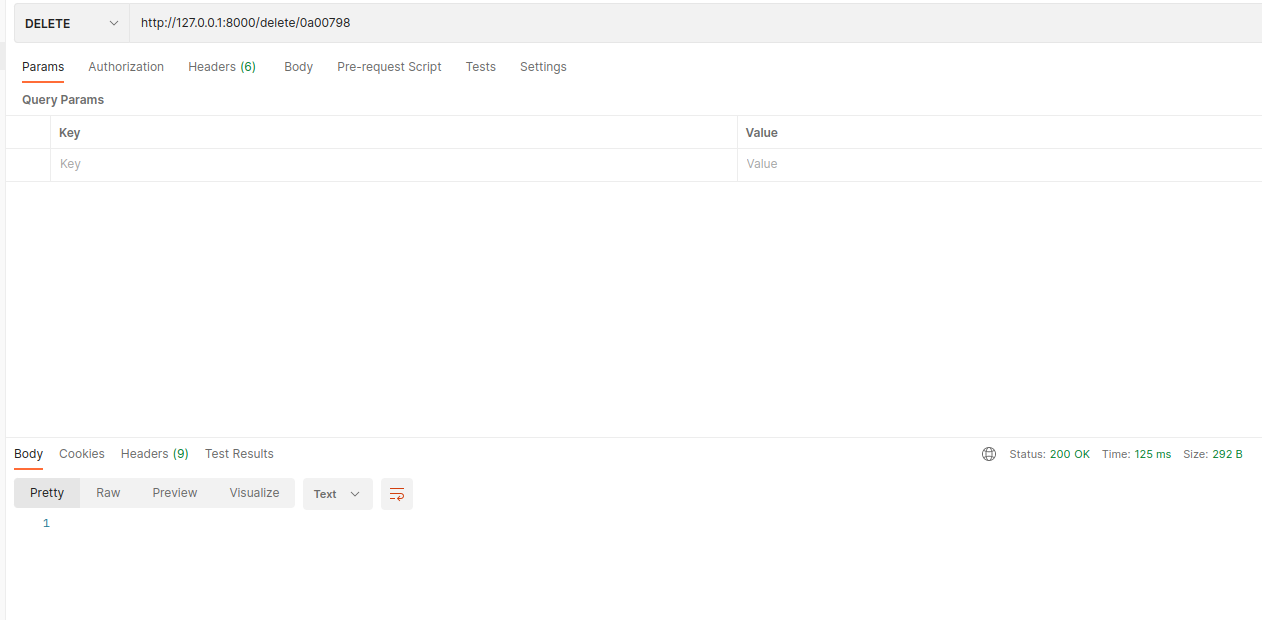 DELETE http://127.0.0.1:8000/delete/0a00798
Params Authorization Headers (6) Body Pre-request Script Tests Settings
Query Params
Key Value
Key Value
Body Cookies Headers (9) Test Results Status: 200 OK Time: 125 ms Size: 292 B
Pretty Raw Preview Visualize Text
1